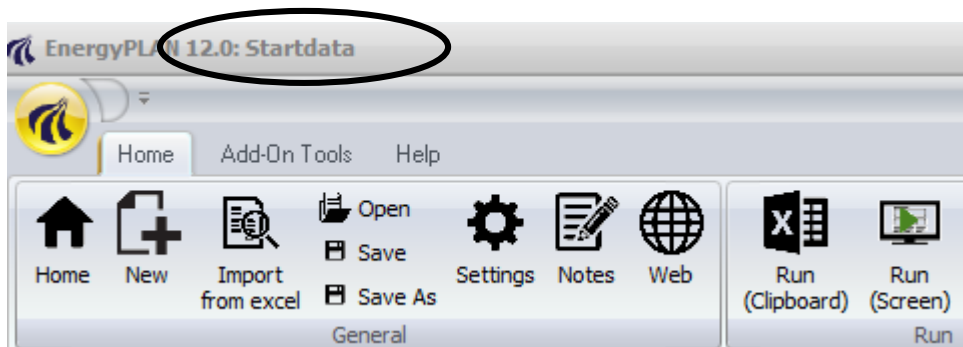 EnergyPLAN 12.0: Startdata
Home Add-On Tools Help
Open
Save
Home New Import from excel Save As Settings Notes Web Run (Clipboard) Run (Screen)
General Run